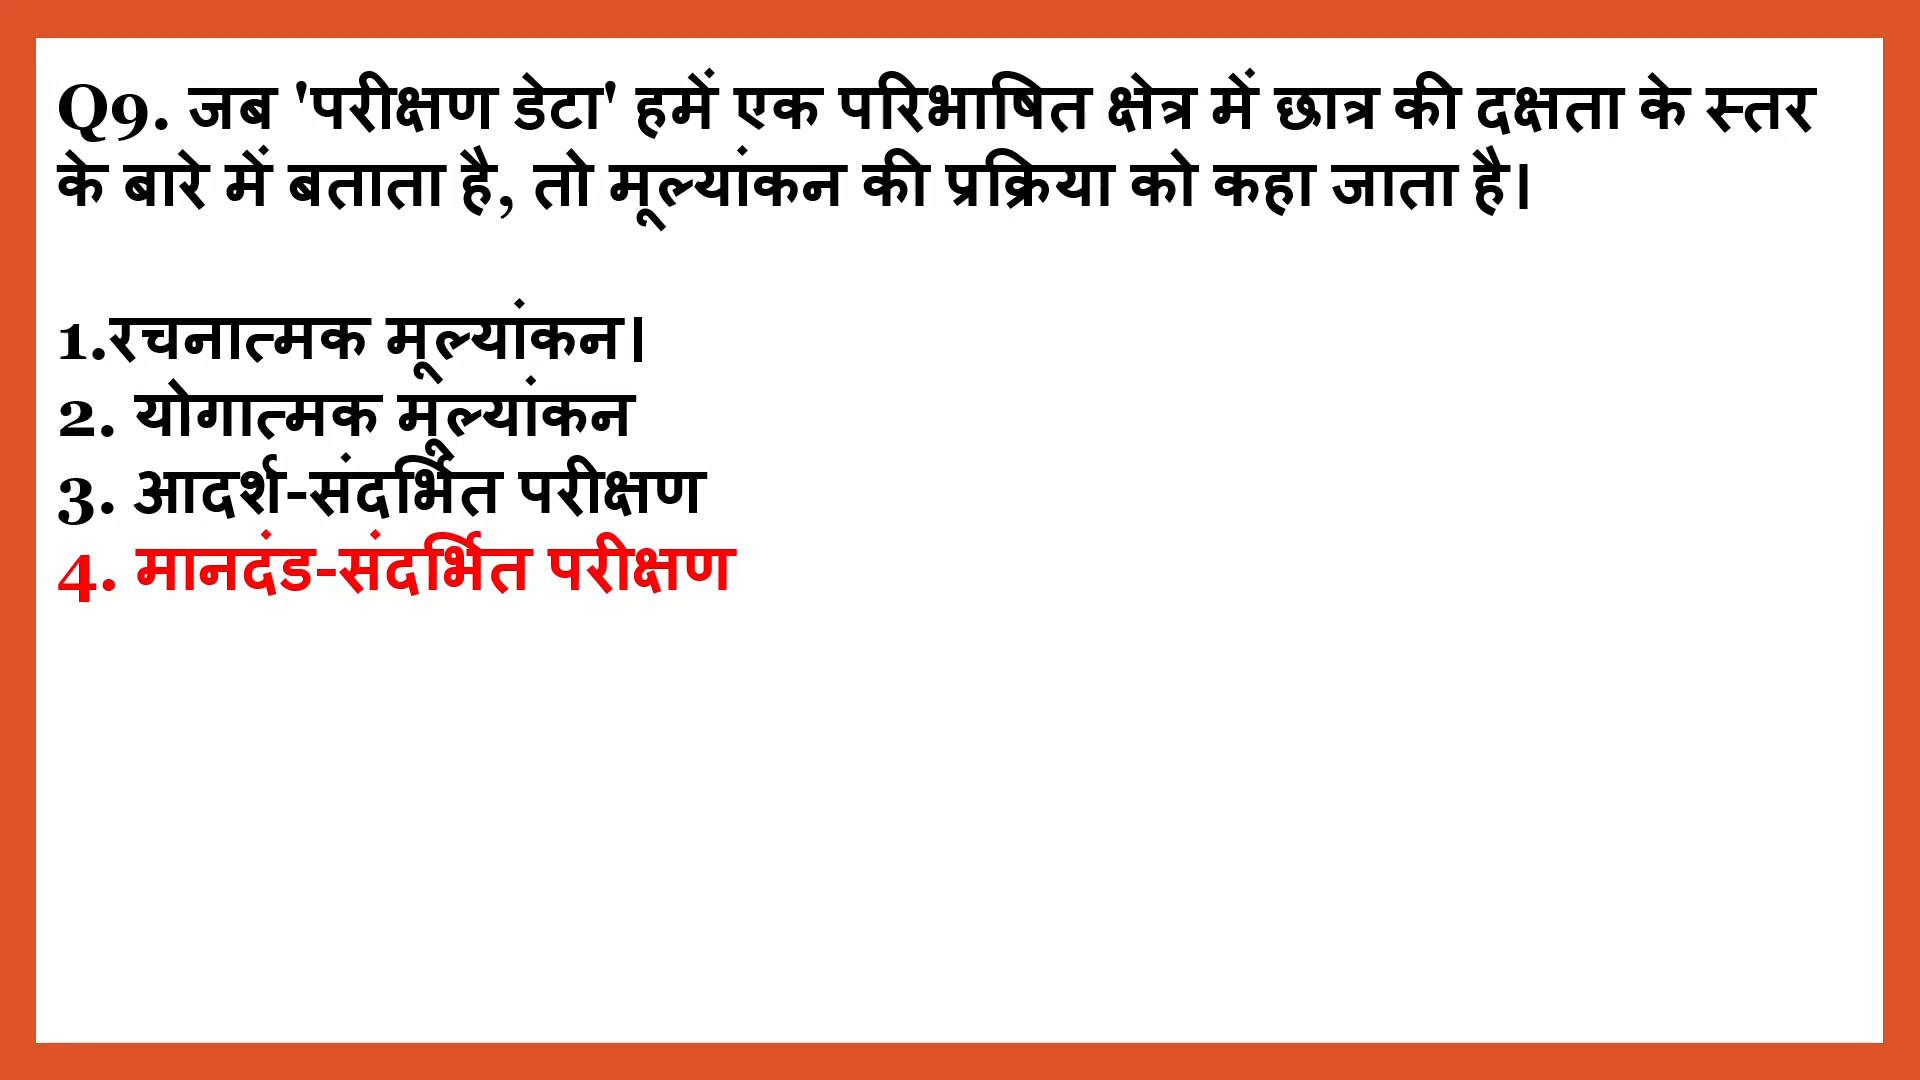 Q9. जब 'परीक्षण डेटा' हमें एक परिभाषित क्षेत्र में छात्र की दक्षता के स्तर
के बारे में बताता है, तो मूल्यांकन की प्रक्रिया को कहा जाता है।
1.रचनात्मक मूल्यांकन।
2. योगात्मक मूल्यांकन
3. आदर्श-संदर्भित परीक्षण
4. मानदंड-संदर्भित परीक्षण